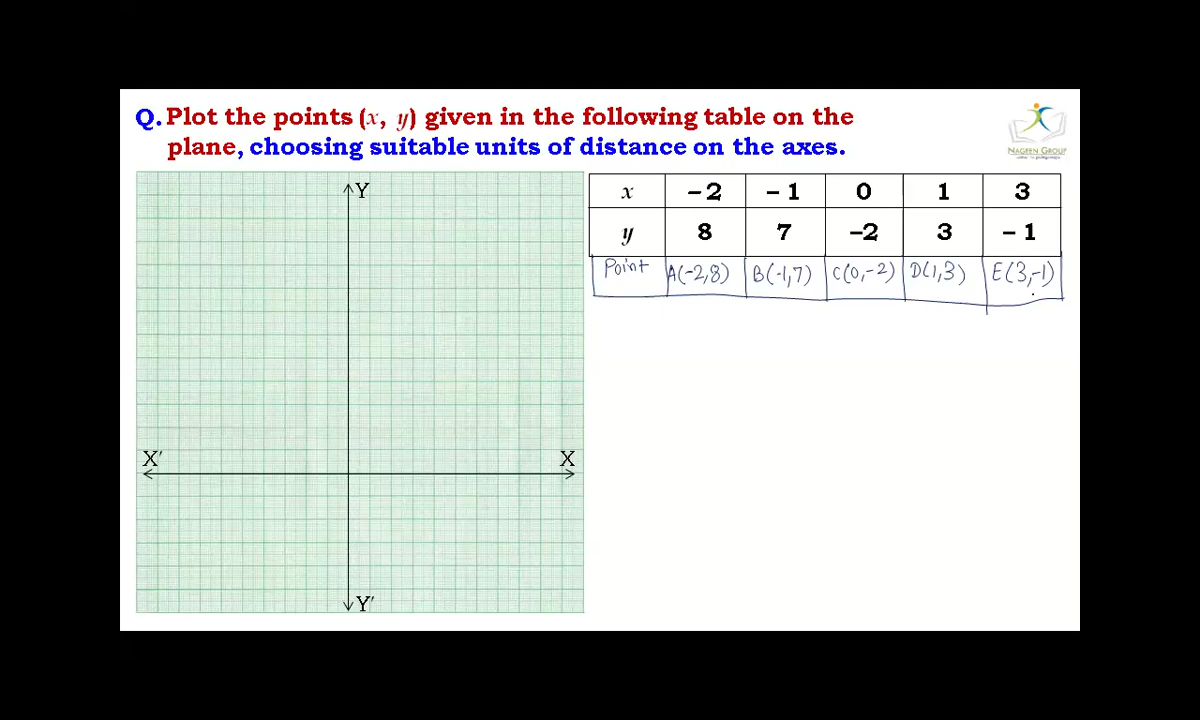 Q. Plot the points (x, y) given in the following table on the
plane, choosing suitable units of distance on the axes.
NAGEEN GROUP
Y
x −2 −1 0 1 3
y 8 7 −2 3 −1
Point A(-2,8) B(-1,7) C(0,-2) D(1,3) E(3,-1)
X′ X
Y′